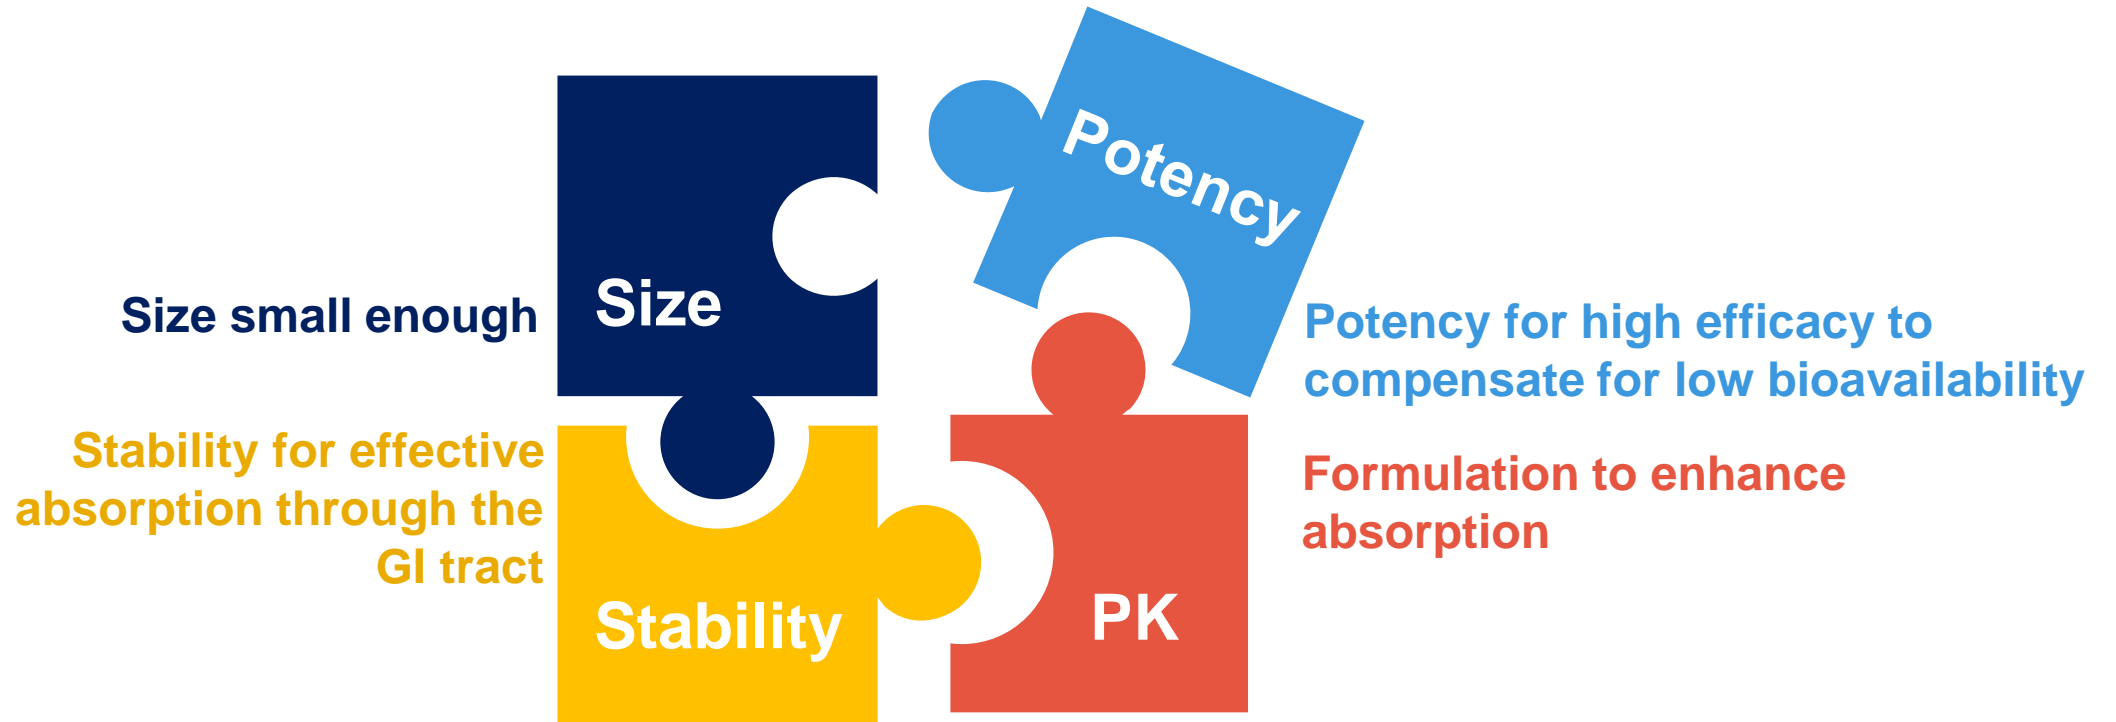 Potency
Size
Size small enough
Potency for high efficacy to
compensate for low bioavailability
Stability for effective
absorption through the
GI tract
Formulation to enhance
absorption
Stability
PK